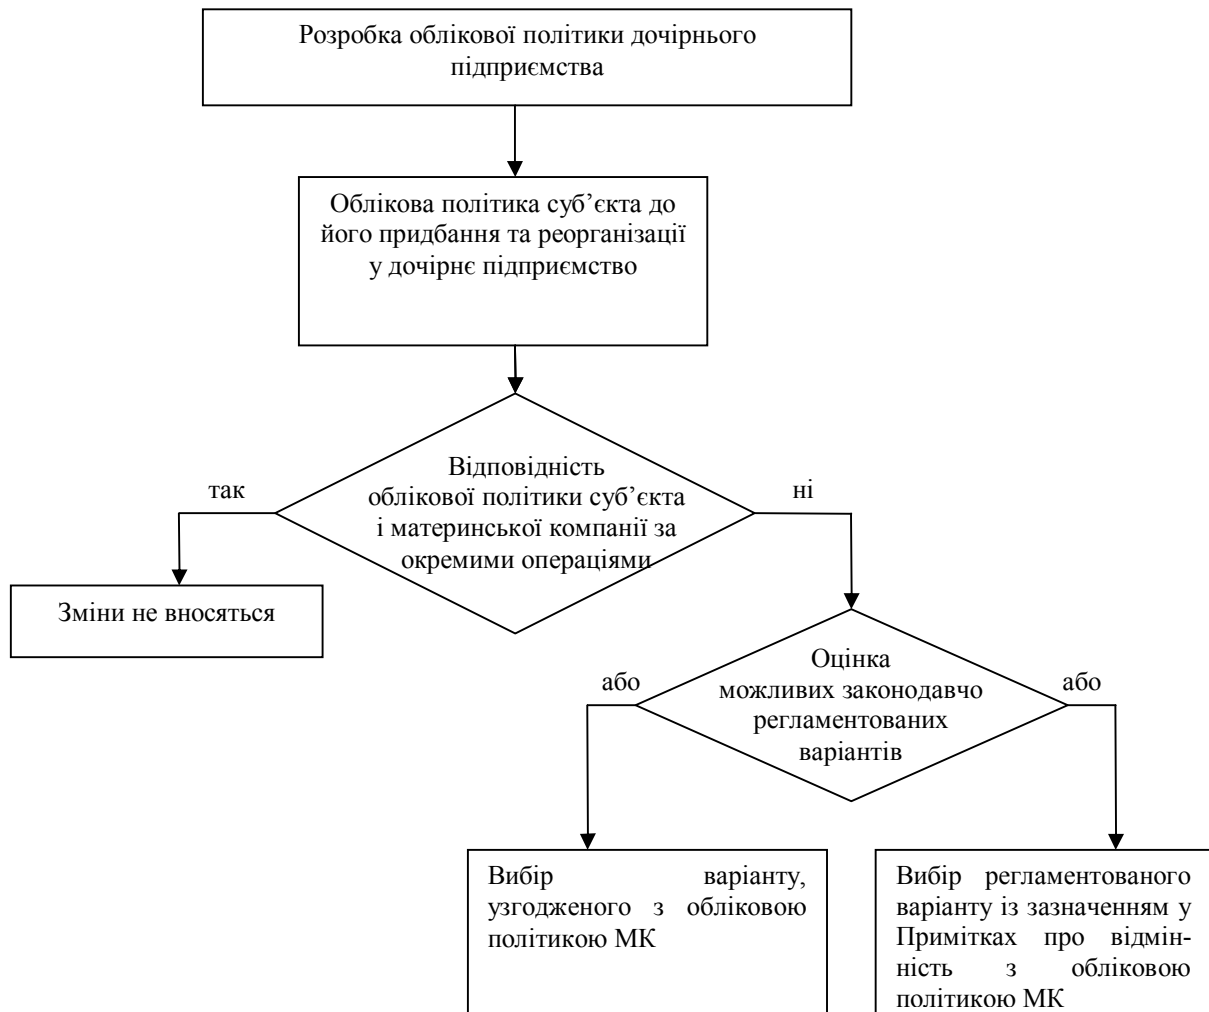 Розробка облікової політики дочірнього
підприємства
Облікова політика суб’єкта до
його придбання та реорганізації
у дочірнє підприємство
Відповідність
облікової політики суб’єкта
і материнської компанії за
окремими операціями
так
ні
Зміни не вносяться
Оцінка
можливих законодавчо
регламентованих
варіантів
або
або
Вибір варіанту,
узгодженого з обліковою
політикою МК
Вибір регламентованого
варіанту із зазначенням у
Примітках про відмін-
ність з обліковою
політикою МК